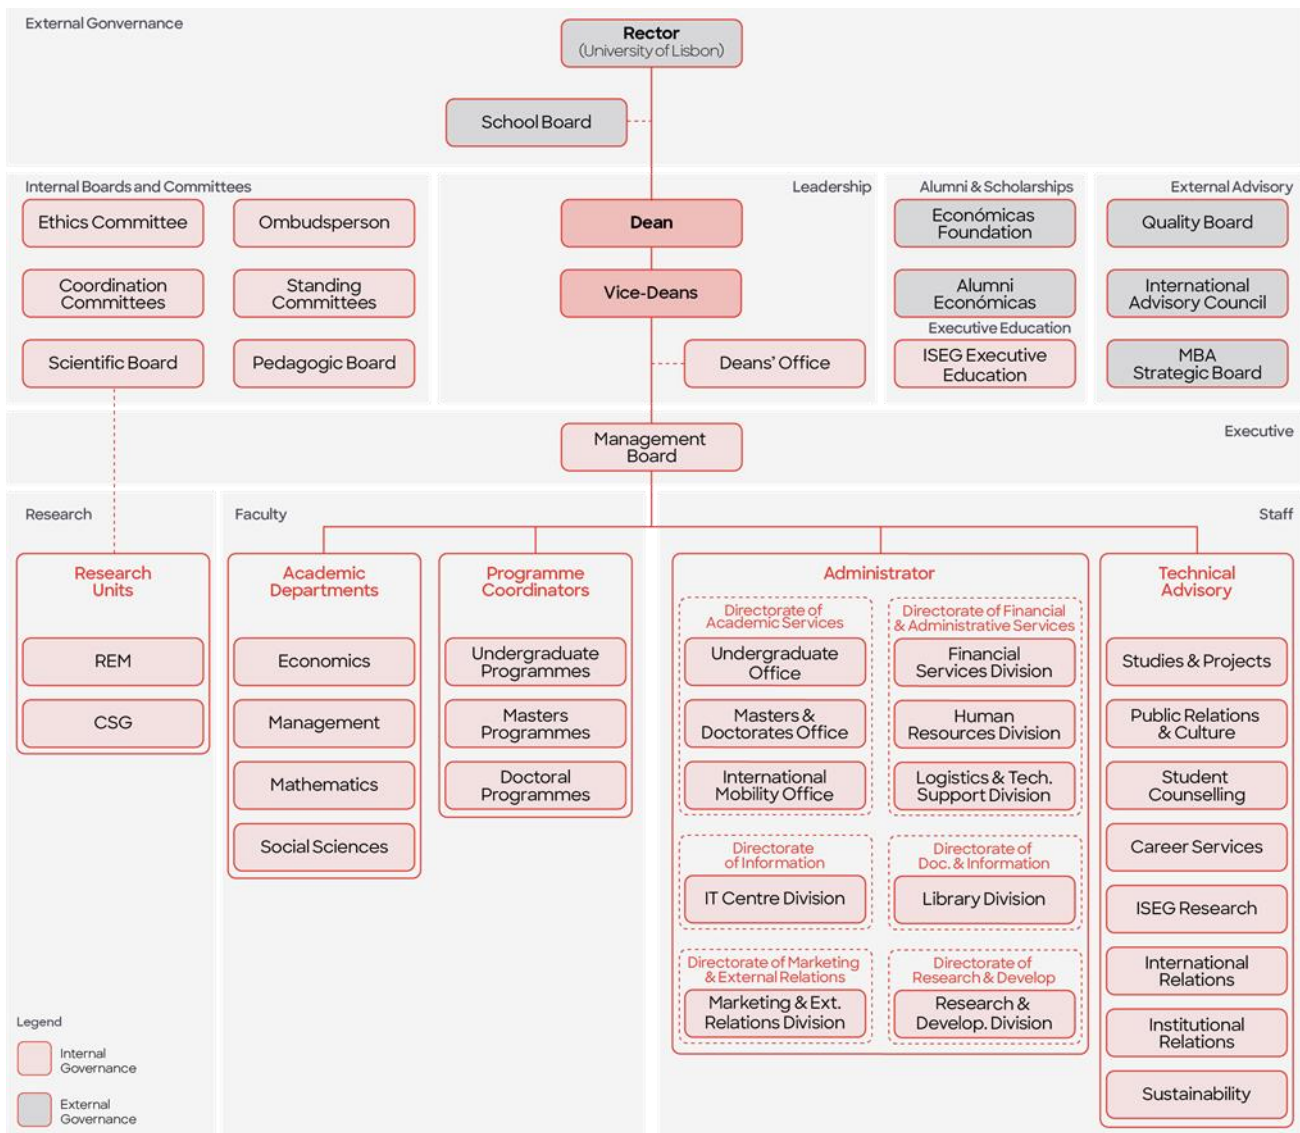 External Gonvernance
Rector
(University of Lisbon)
School Board
Internal Boards and Committees
Ethics Committee
Ombudsperson
Coordination
Committees
Standing
Committees
Scientific Board
Pedagogic Board
Leadership
Dean
Vice-Deans
Deans' Office
Alumni & Scholarships
Económicas
Foundation
Alumni
Económicas
Executive Education
ISEG Executive
Education
External Advisory
Quality Board
International
Advisory Council
MBA
Strategic Board
Executive
Management
Board
Research
Research
Units
REM
CSG
Faculty
Academic
Departments
Economics
Management
Mathematics
Social Sciences
Programme
Coordinators
Undergraduate
Programmes
Masters
Programmes
Doctoral
Programmes
Staff
Administrator
Directorate of
Academic Services
Undergraduate
Office
Masters &
Doctorates Office
International
Mobility Office
Directorate of Financial
& Administrative Services
Financial
Services Division
Human
Resources Division
Logistics & Tech.
Support Division
Directorate
of Information
IT Centre Division
Directorate of
Doc. & Information
Library Division
Directorate of Marketing
& External Relations
Marketing & Ext.
Relations Division
Directorate of
Research & Develop
Research &
Develop. Division
Technical
Advisory
Studies & Projects
Public Relations
& Culture
Student
Counselling
Career Services
ISEG Research
International
Relations
Institutional
Relations
Sustainability
Legend
Internal
Governance
External
Governance